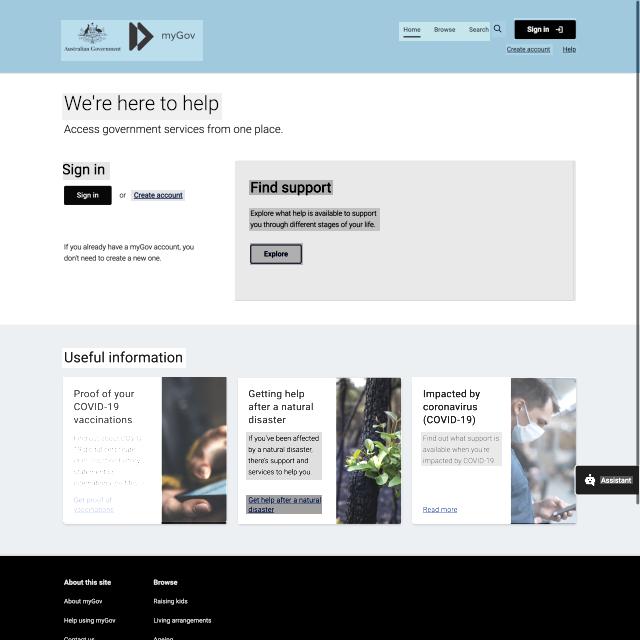 Australian Government
myGov
Home Browse Search
Sign in
Create account Help
We're here to help
Access government services from one place.
Sign in
Sign in or Create account
If you already have a myGov account, you
don't need to create a new one.
Find support
Explore what help is available to support
you through different stages of your life.
Explore
Useful information
Proof of your
COVID-19
vaccinations
Get proof of
vaccinations
Getting help
after a natural
disaster
If you've been affected
by a natural disaster,
there's support and
services to help you.
Get help after a natural
disaster
Impacted by
coronavirus
(COVID-19)
Find out what support is
available when you're
impacted by COVID-19.
Read more
Assistant
About this site
About myGov
Help using myGov
Contact us
Browse
Raising kids
Living arrangements
Ageing